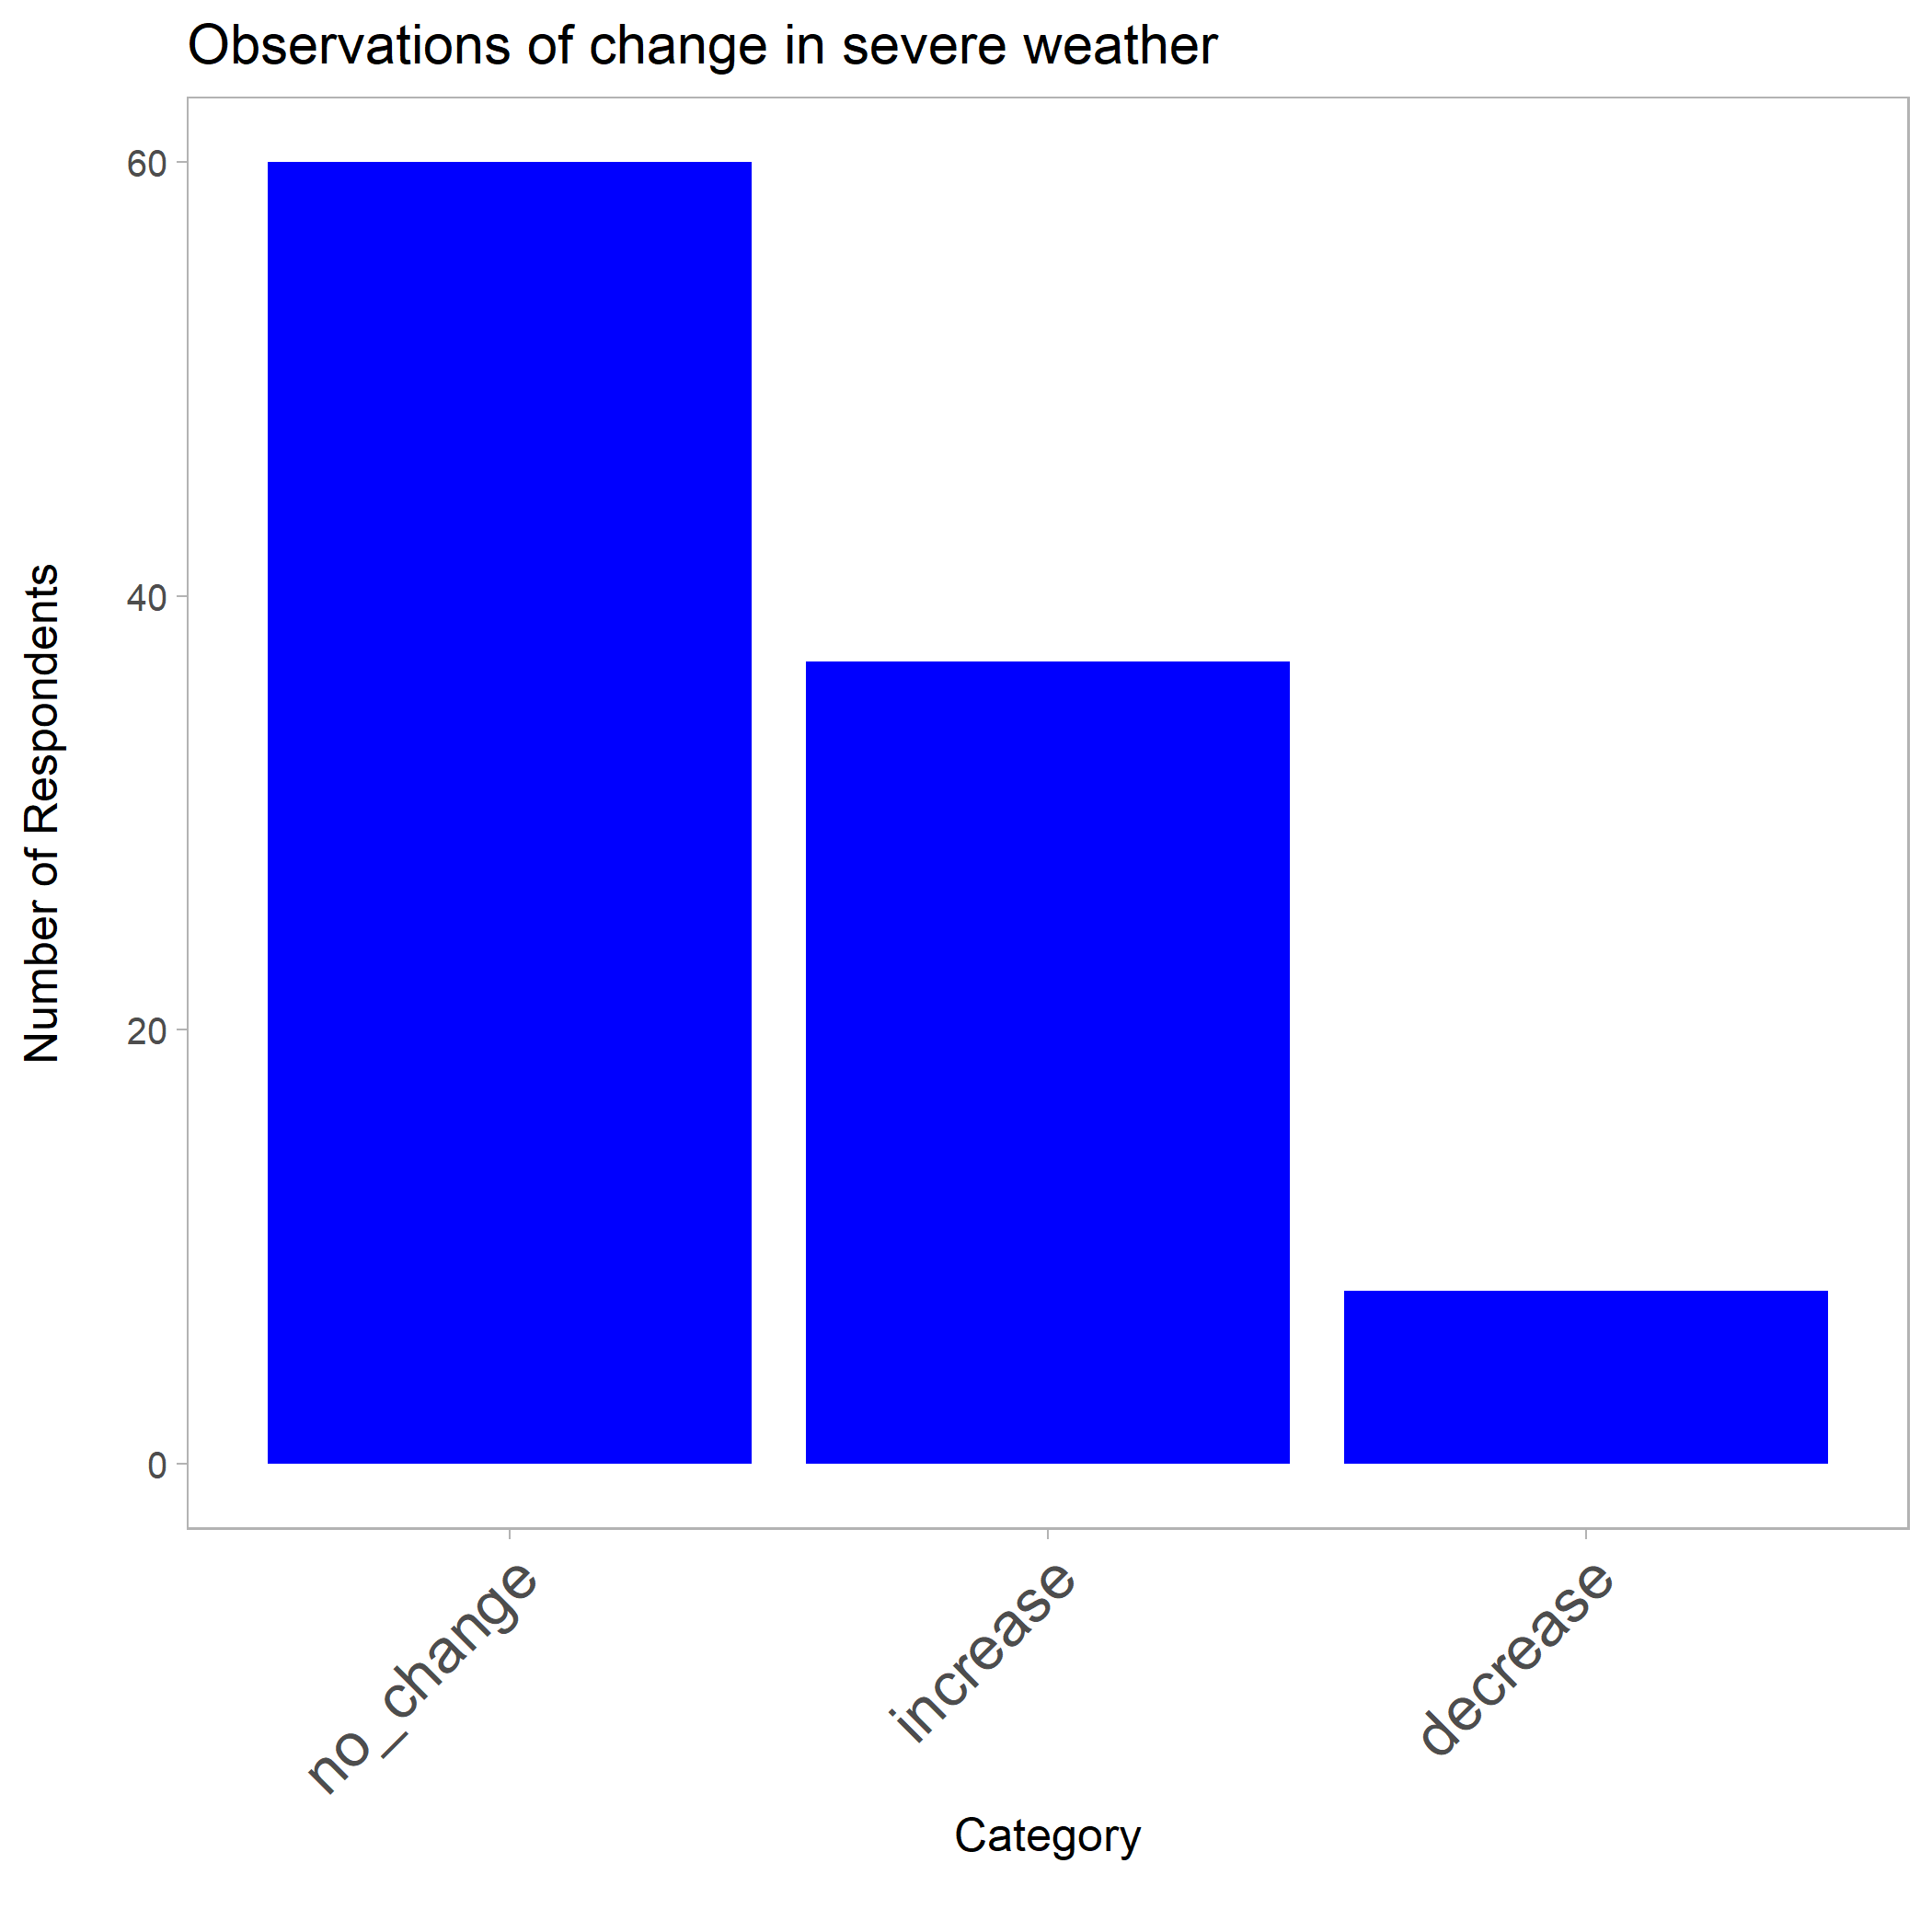 Observations of change in severe weather
Number of Respondents
60
40
20
0
no_change
increase
decrease
Category